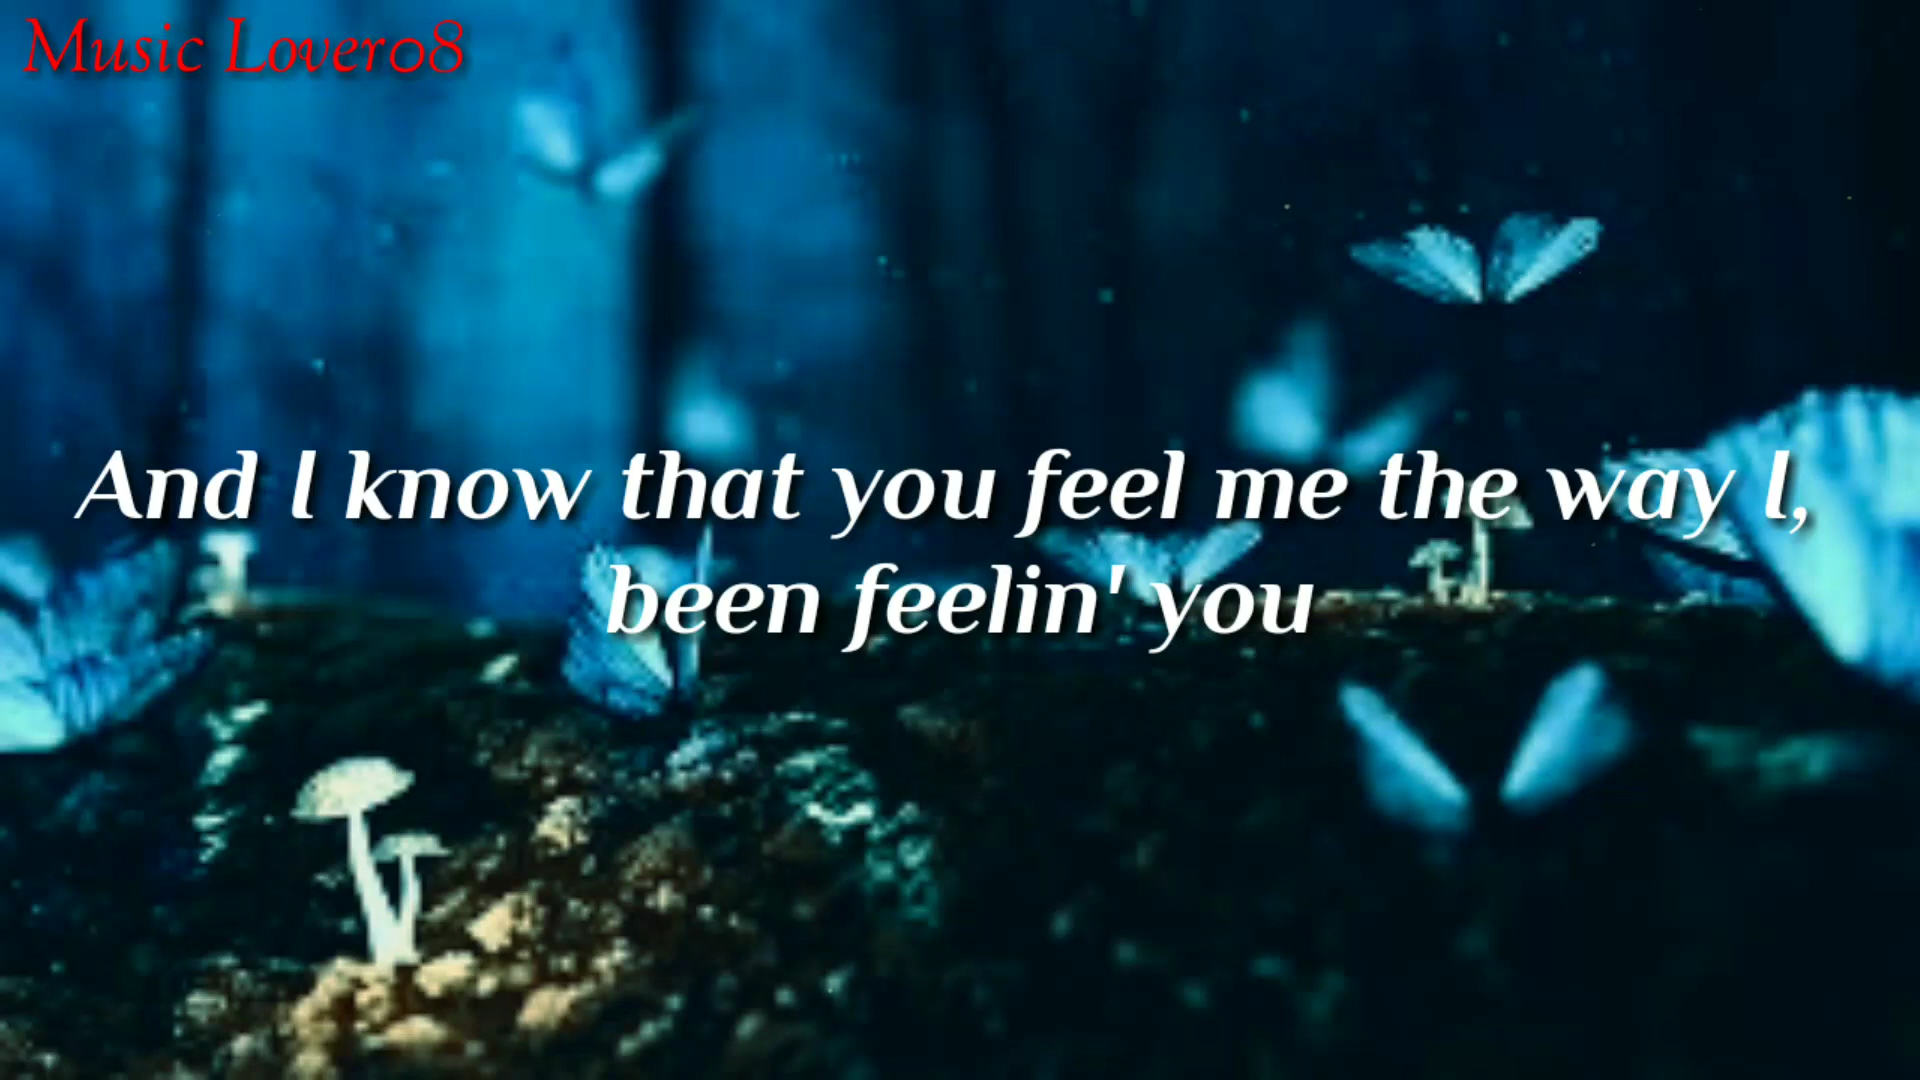 Music Lover08
And I know that you feel me the way I,
been feelin' you